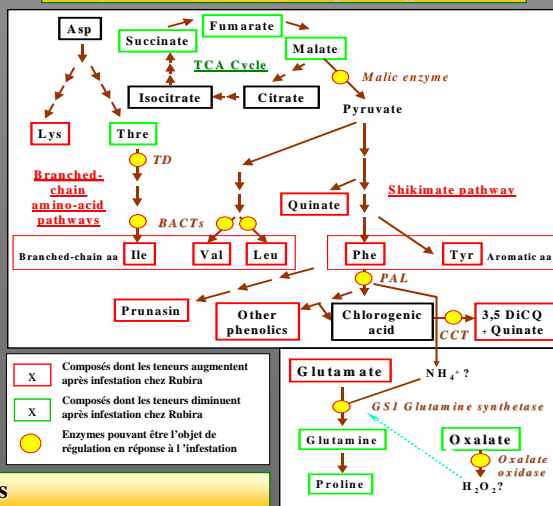 Asp
Fumarate
Succinate
Malate
TCA Cycle
Malic enzyme
Isocitrate
Citrate
Pyruvate
Lys
Thre
TD
Branched-
chain
amino-acid
pathways
Shikimate pathway
Quinate
BACTs
Branched-chain aa
Ile
Val
Leu
Phe
Tyr
Aromatic aa
PAL
Prunasin
Other
phenolics
Chlorogenic
acid
CCT
3,5 DiCQ
+ Quinate
X
Composés dont les teneurs augmentent
après infestation chez Rubira
X
Composés dont les teneurs diminuent
après infestation chez Rubira
Enzymes pouvant être l'objet de
régulation en réponse à l 'infestation
Glutamate
NH4+ ?
GS1 Glutamine synthetase
Glutamine
Oxalate
Oxalate
oxidase
Proline
H2O2?
s